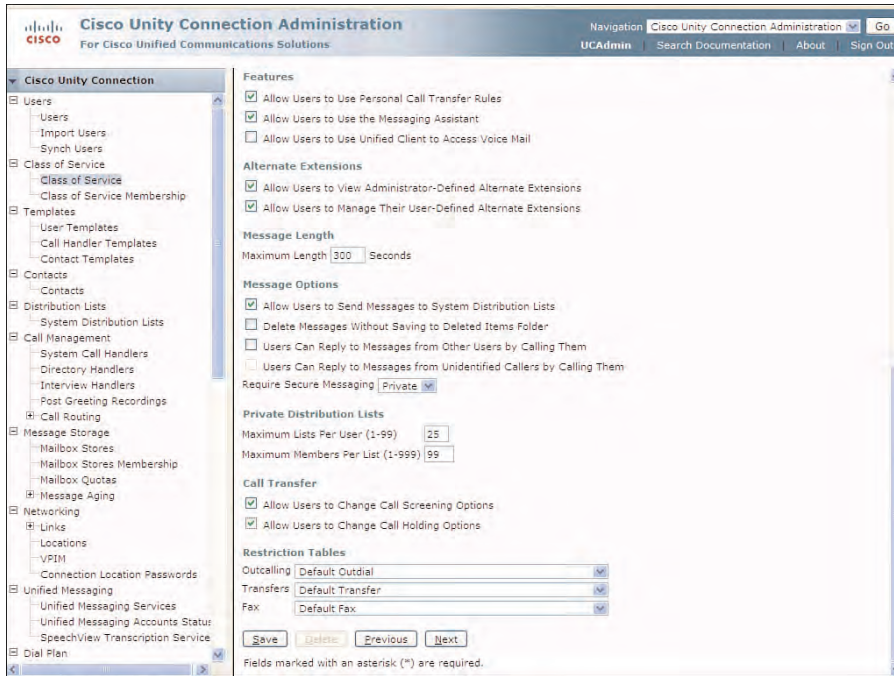 cisco
Cisco Unity Connection Administration
For Cisco Unified Communications Solutions
Navigation Cisco Unity Connection Administration Go
UCAdmin | Search Documentation | About | Sign Out
Cisco Unity Connection
Users
Users
Import Users
Synch Users
Class of Service
Class of Service
Class of Service Membership
Templates
User Templates
Call Handler Templates
Contact Templates
Contacts
Contacts
Distribution Lists
System Distribution Lists
Call Management
System Call Handlers
Directory Handlers
Interview Handlers
Post Greeting Recordings
Call Routing
Message Storage
Mailbox Stores
Mailbox Stores Membership
Mailbox Quotas
Message Aging
Networking
Links
Locations
VPIM
Connection Location Passwords
Unified Messaging
Unified Messaging Services
Unified Messaging Accounts Status
SpeechView Transcription Service
Dial Plan
Features
Allow Users to Use Personal Call Transfer Rules
Allow Users to Use the Messaging Assistant
Allow Users to Use Unified Client to Access Voice Mail
Alternate Extensions
Allow Users to View Administrator-Defined Alternate Extensions
Allow Users to Manage Their User-Defined Alternate Extensions
Message Length
Maximum Length 300 Seconds
Message Options
Allow Users to Send Messages to System Distribution Lists
Delete Messages Without Saving to Deleted Items Folder
Users Can Reply to Messages from Other Users by Calling Them
Users Can Reply to Messages from Unidentified Callers by Calling Them
Require Secure Messaging Private
Private Distribution Lists
Maximum Lists Per User (1-99) 25
Maximum Members Per List (1-999) 99
Call Transfer
Allow Users to Change Call Screening Options
Allow Users to Change Call Holding Options
Restriction Tables
Outcalling Default Outdial
Transfers Default Transfer
Fax Default Fax
Save Delete Previous Next
Fields marked with an asterisk (*) are required.